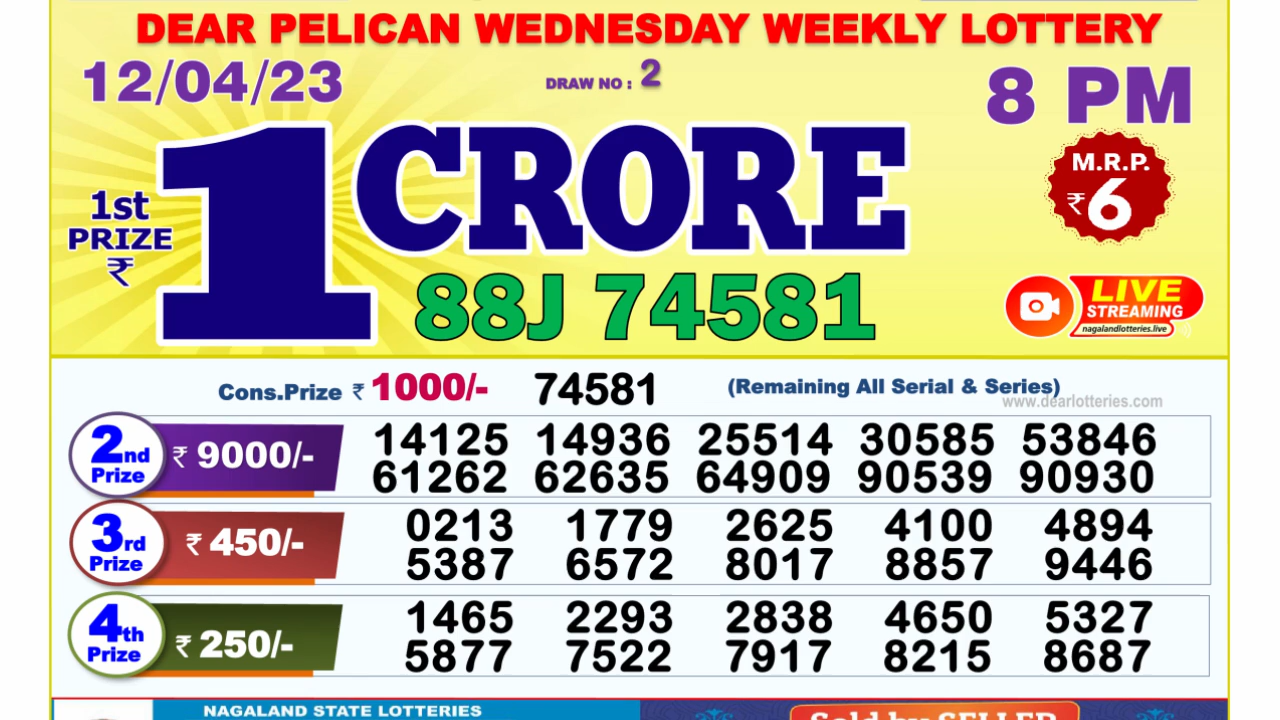 DEAR PELICAN WEDNESDAY WEEKLY LOTTERY
12/04/23
DRAW NO : 2
8 PM
1st
PRIZE
₹
1 CRORE
88J 74581
M.R.P.
₹ 6
LIVE
STREAMING
nagalandlotteries.live
Cons.Prize ₹ 1000/- 74581 (Remaining All Serial & Series)
www.dearlotteries.com
2nd
Prize
₹ 9000/-
14125 14936 25514 30585 53846
61262 62635 64909 90539 90930
3rd
Prize
₹ 450/-
0213 1779 2625 4100 4894
5387 6572 8017 8857 9446
4th
Prize
₹ 250/-
1465 2293 2838 4650 5327
5877 7522 7917 8215 8687
NAGALAND STATE LOTTERIES
Sold by SELLER